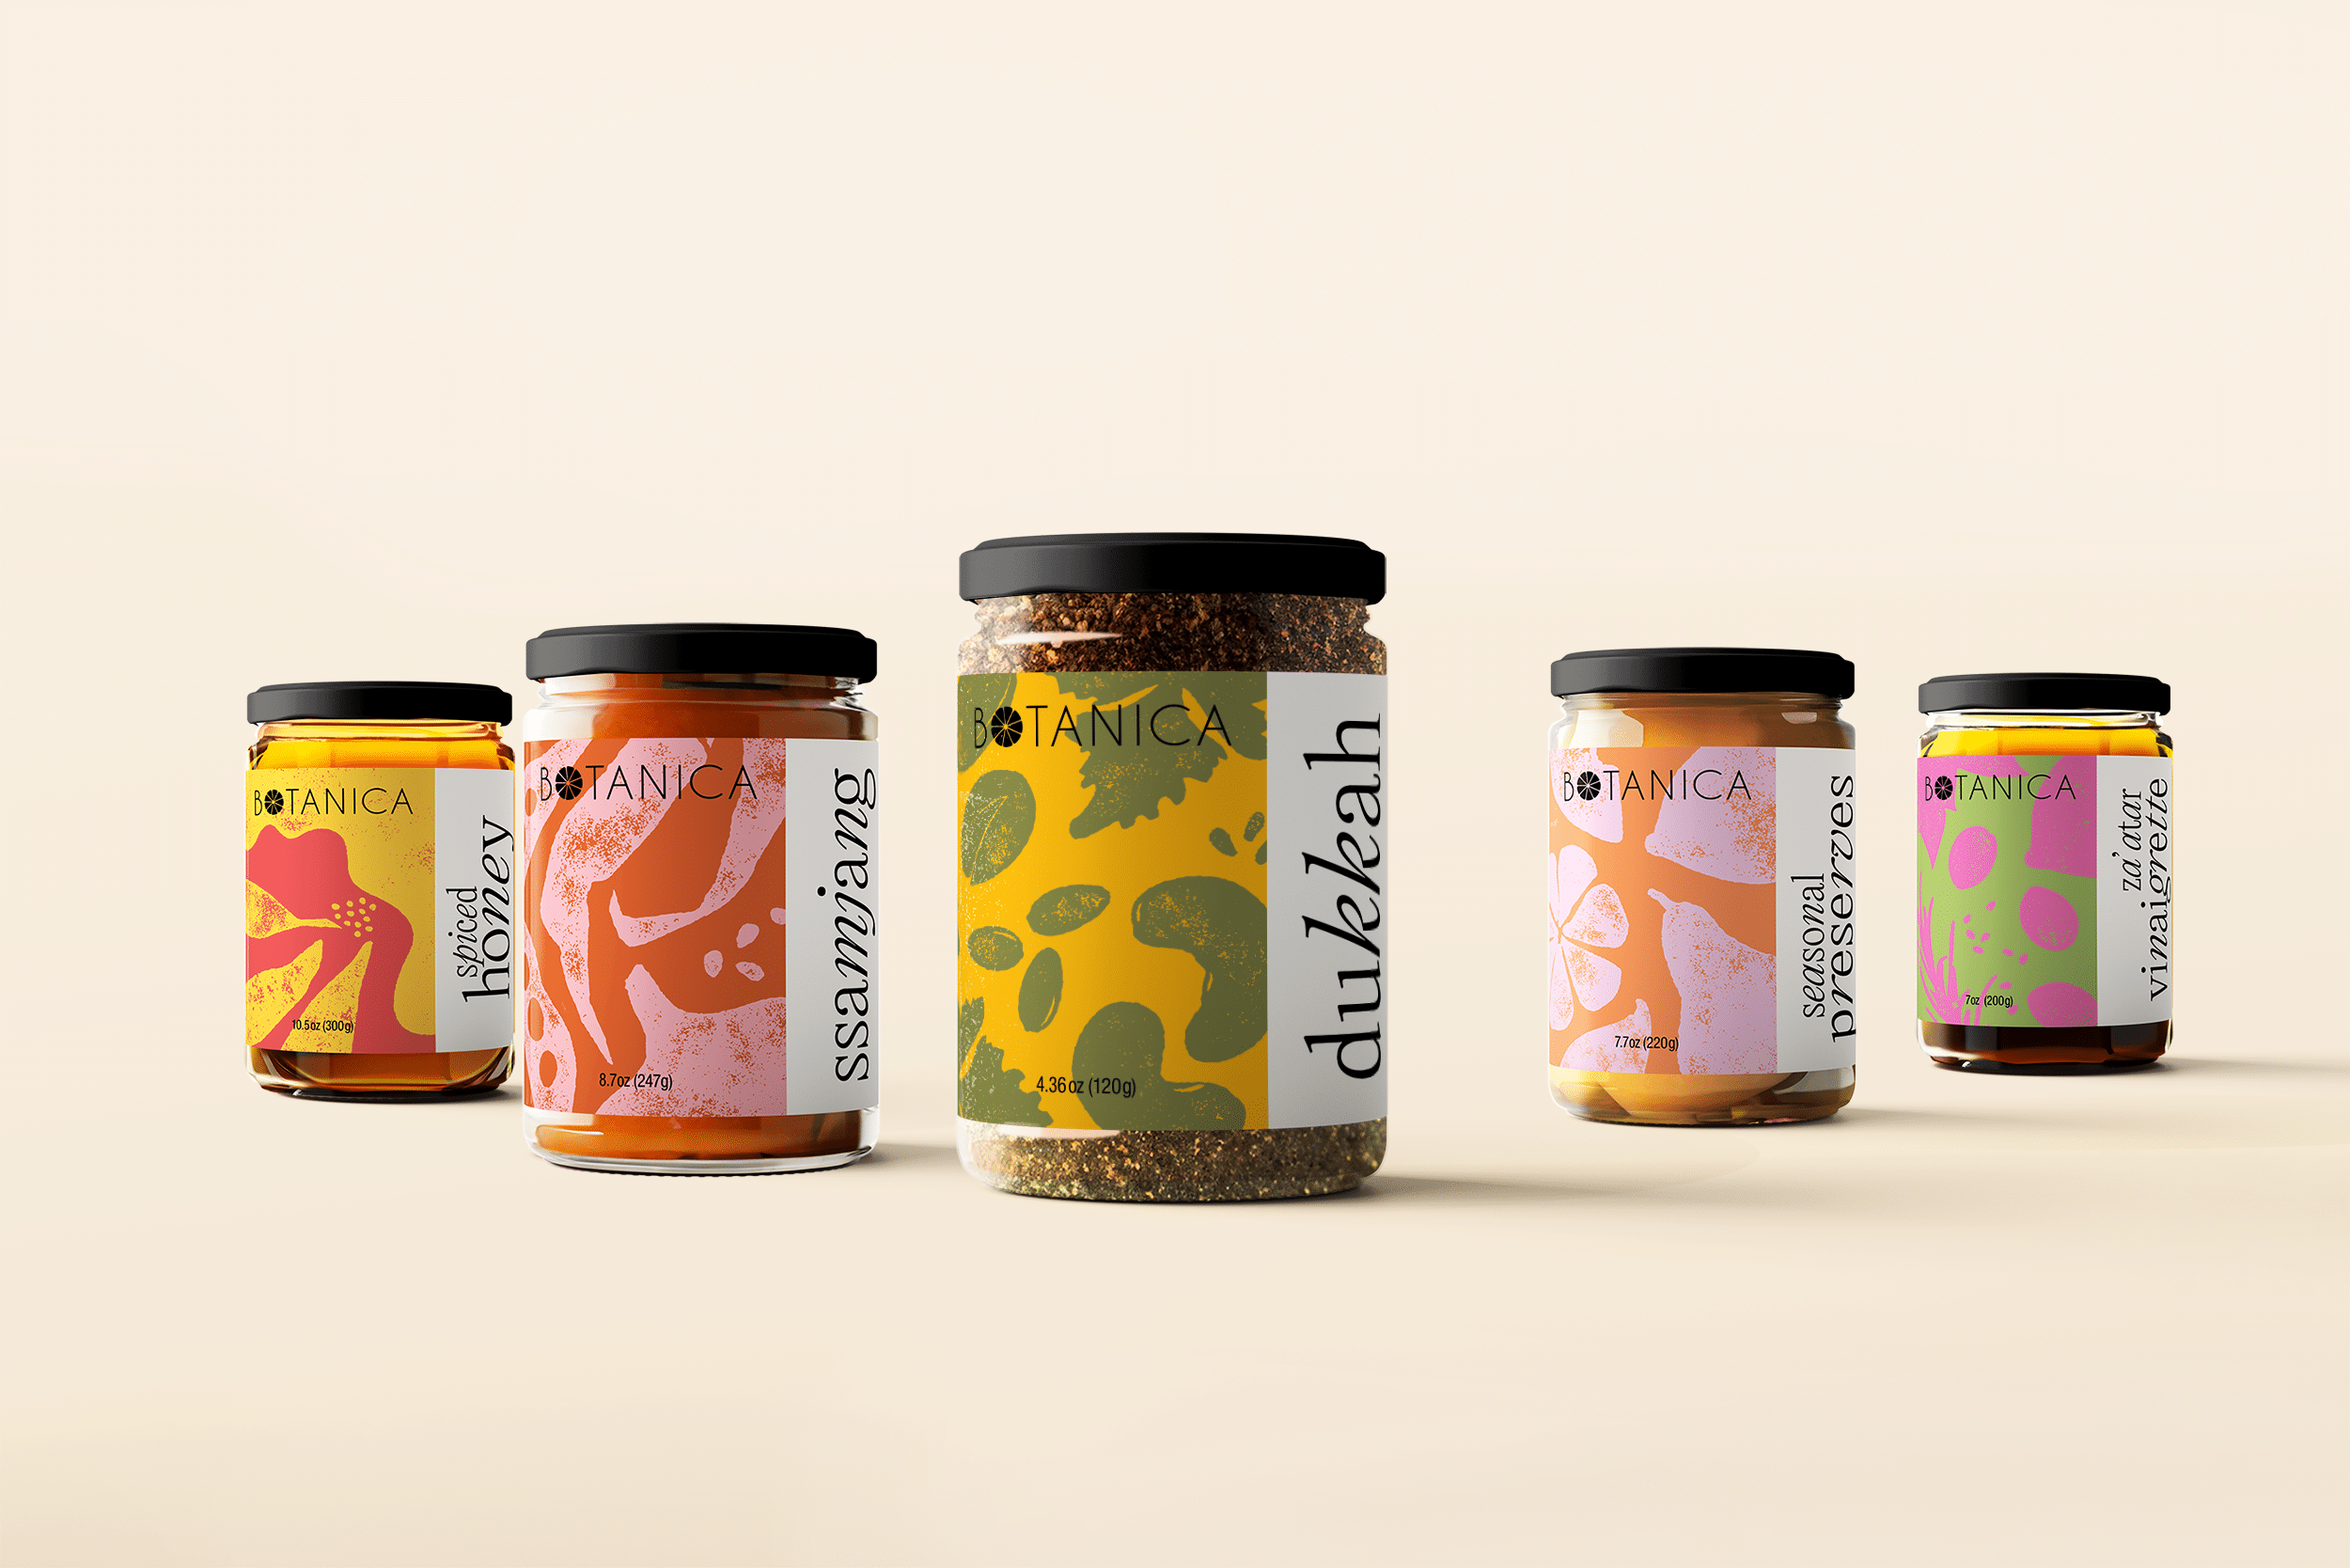 BOTANICA
spiced
honey
10.5oz (300g)
BOTANICA
ssamjang
8.7oz (247g)
BOTANICA
dukkah
4.36oz (120g)
BOTANICA
seasonal
preserves
7.7oz (220g)
BOTANICA
za'atar
vinaigrette
7oz (200g)